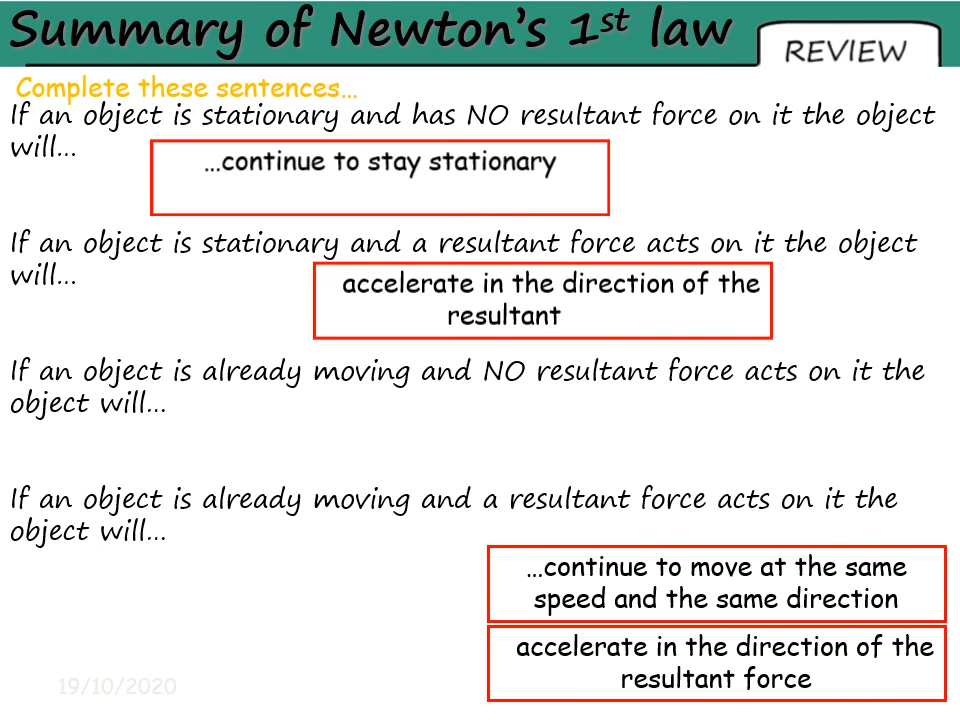 Summary of Newton's 1st law
REVIEW
Complete these sentences...
If an object is stationary and has NO resultant force on it the object
will...
...continue to stay stationary
If an object is stationary and a resultant force acts on it the object
will...
accelerate in the direction of the
resultant
If an object is already moving and NO resultant force acts on it the
object will...
If an object is already moving and a resultant force acts on it the
object will...
...continue to move at the same
speed and the same direction
accelerate in the direction of the
resultant force
19/10/2020